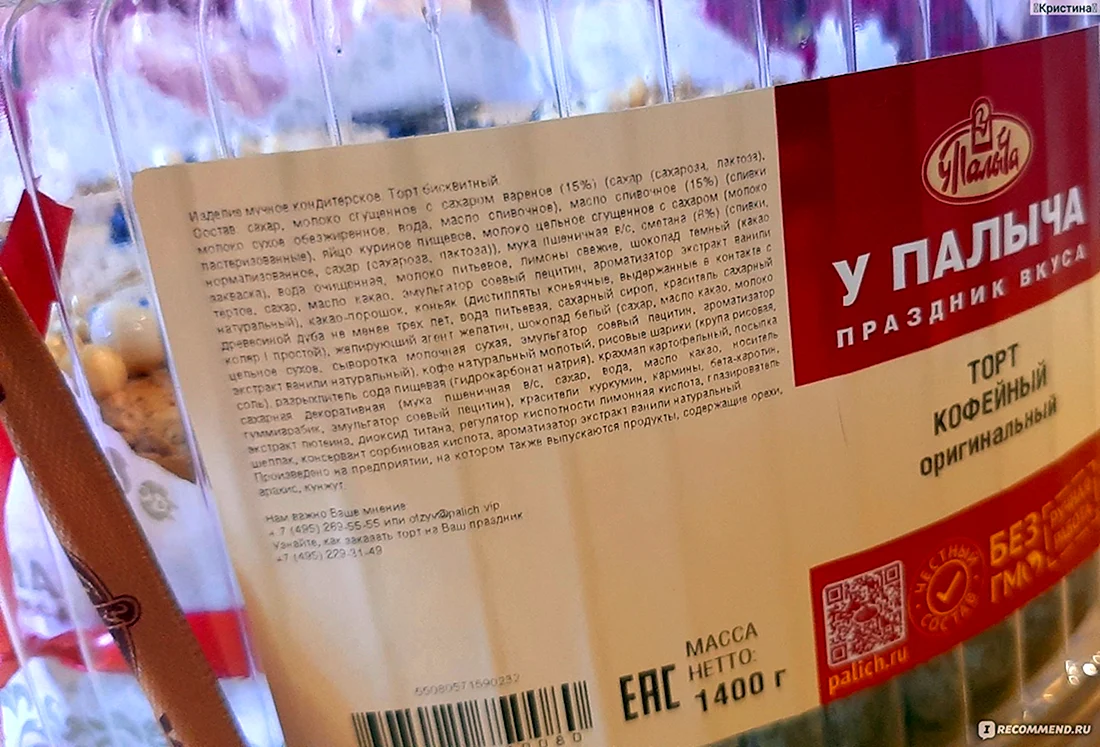 Кристина
Изделие мучное кондитерское. Торт бисквитный.
Состав: сахар, молоко сгущенное с сахаром вареное (15%) (сахар (сахароза, лактоза),
молоко сухое обезжиренное, вода, масло сливочное), масло сливочное (15%) (сливки
пастеризованные), яйцо куриное пищевое, молоко цельное сгущенное с сахаром (молоко
нормализованное, сахар (сахароза, лактоза)), мука пшеничная в/с, сметана (8%) (сливки,
закваска), вода очищенная, молоко питьевое, лимоны свежие, шоколад темный (какао
тертое, сахар, масло какао, эмульгатор соевый лецитин, ароматизатор экстракт ванили
натуральный), какао-порошок, коньяк (дистилляты коньячные, выдержанные в контакте с
древесиной дуба не менее трех лет, вода питьевая, сахарный сироп, краситель сахарный
колер I простой), желирующий агент желатин, шоколад белый (сахар, масло какао, молоко
цельное сухое, сыворотка молочная сухая, эмульгатор соевый лецитин, ароматизатор
экстракт ванили натуральный), кофе натуральный молотый, рисовые шарики (крупа рисовая,
соль), разрыхлитель сода пищевая (гидрокарбонат натрия), крахмал картофельный, посыпка
сахарная декоративная (мука пшеничная в/с, сахар, вода, масло какао, носитель
гуммиарабик, эмульгатор соевый лецитин), красители куркумин, кармины, бета-каротин,
экстракт лютеина, диоксид титана, регулятор кислотности лимонная кислота, глазирователь
шеллак, консервант сорбиновая кислота, ароматизатор экстракт ванили натуральный.
Произведено на предприятии, на котором также выпускаются продукты, содержащие орехи,
арахис, кунжут.
Нам важно Ваше мнение
+7 (495) 269-55-55 или otzyv@palich.vip
Узнайте, как заказать торт на Ваш праздник
+7 (495) 229-31-49
55080571590232
0080
EAC
МАССА
НЕТТО:
1400 г
у Палыча
У ПАЛЫЧА
ПРАЗДНИК ВКУСА
ТОРТ
КОФЕЙНЫЙ
оригинальный
palich.ru
ЧЕСТНЫЙ
СОСТАВ
БЕЗ
ГМО
РУЧНАЯ
РАБОТА
IRECOMMEND.RU